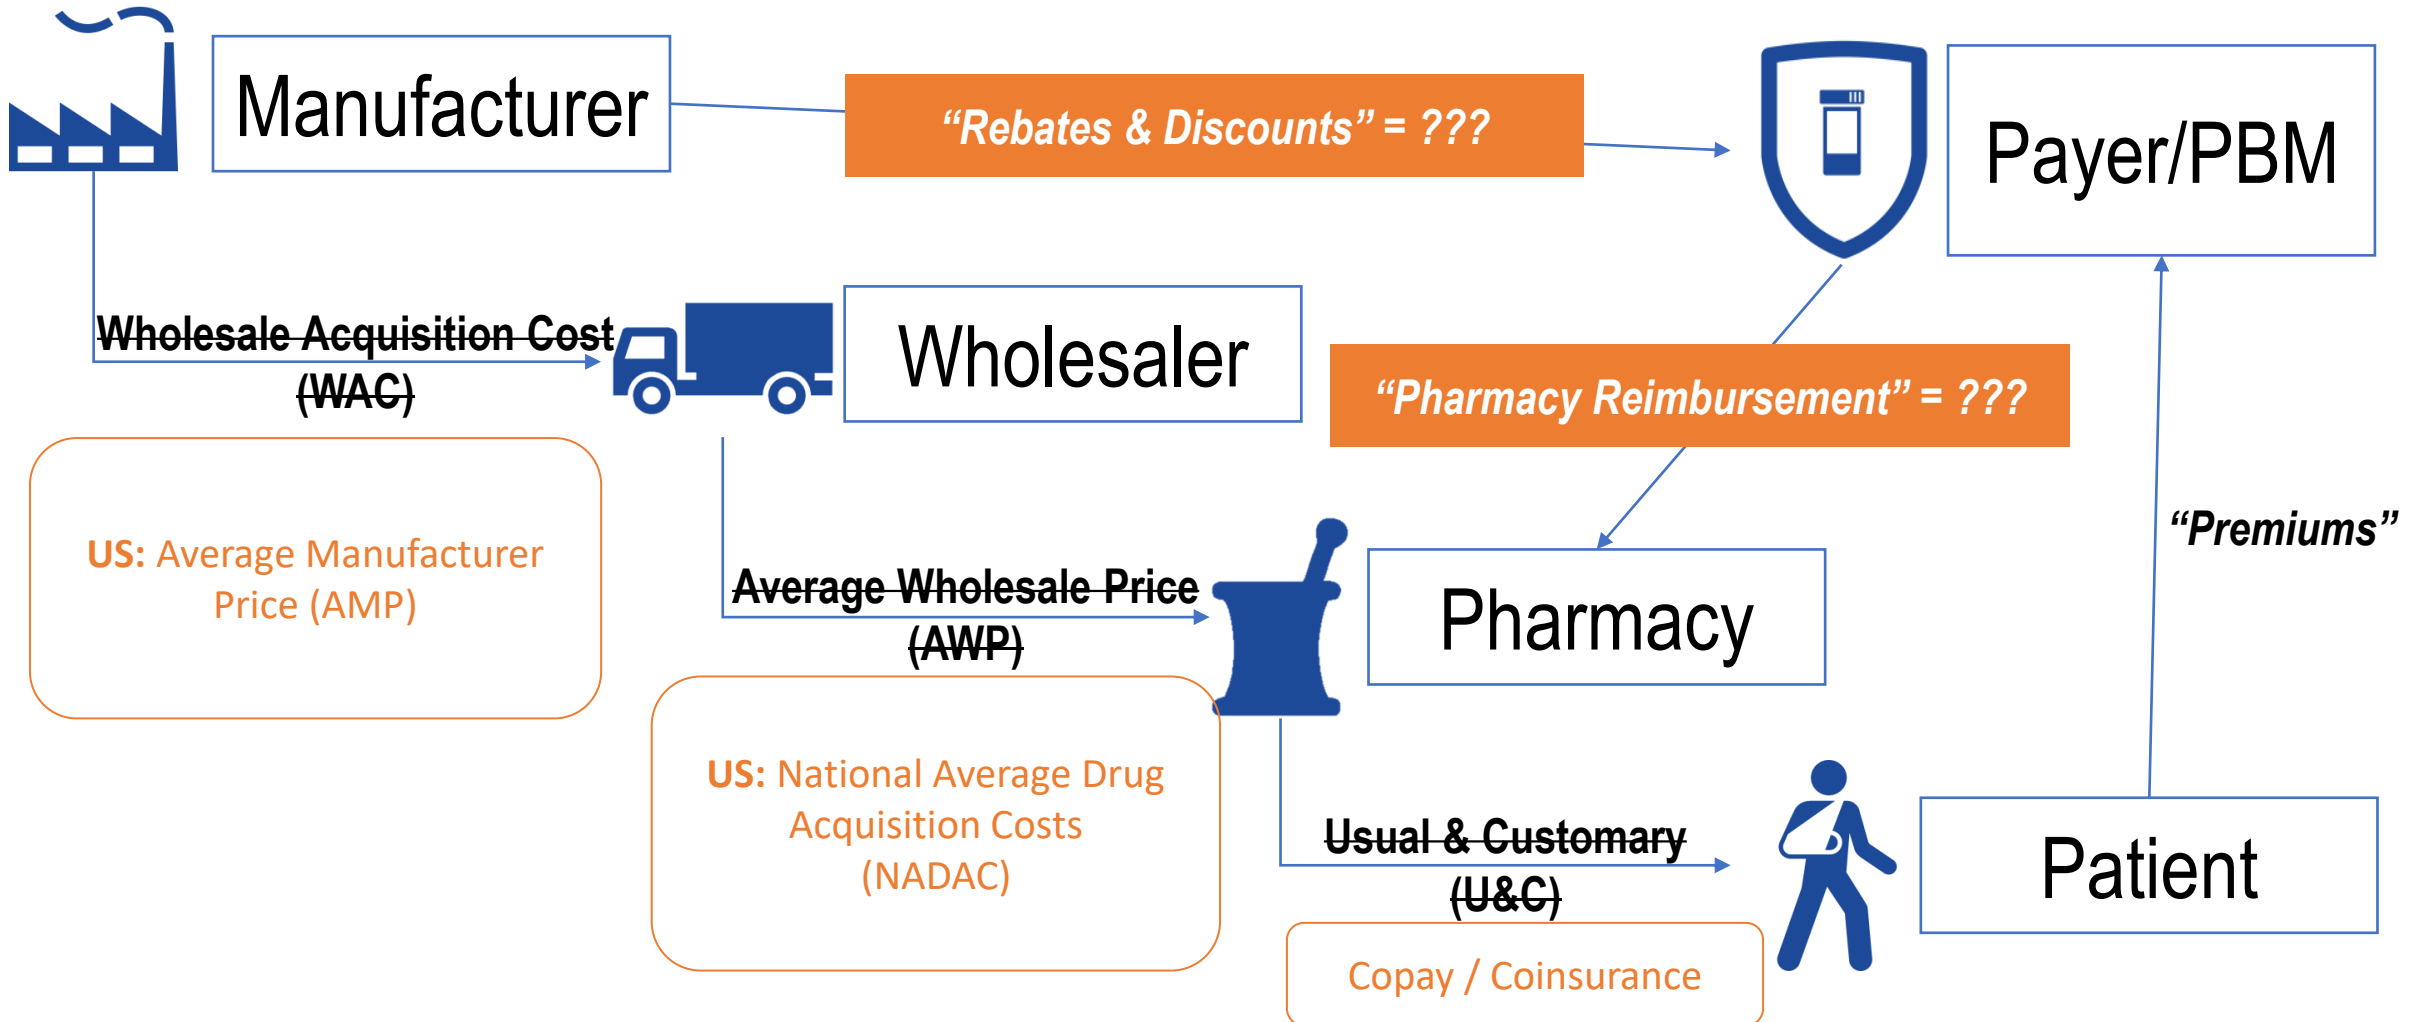 Manufacturer
“Rebates & Discounts” = ???
Payer/PBM
Wholesale Acquisition Cost
(WAC)
Wholesaler
“Pharmacy Reimbursement” = ???
US: Average Manufacturer
Price (AMP)
“Premiums”
Average Wholesale Price
(AWP)
Pharmacy
US: National Average Drug
Acquisition Costs
(NADAC)
Usual & Customary
(U&C)
Patient
Copay / Coinsurance